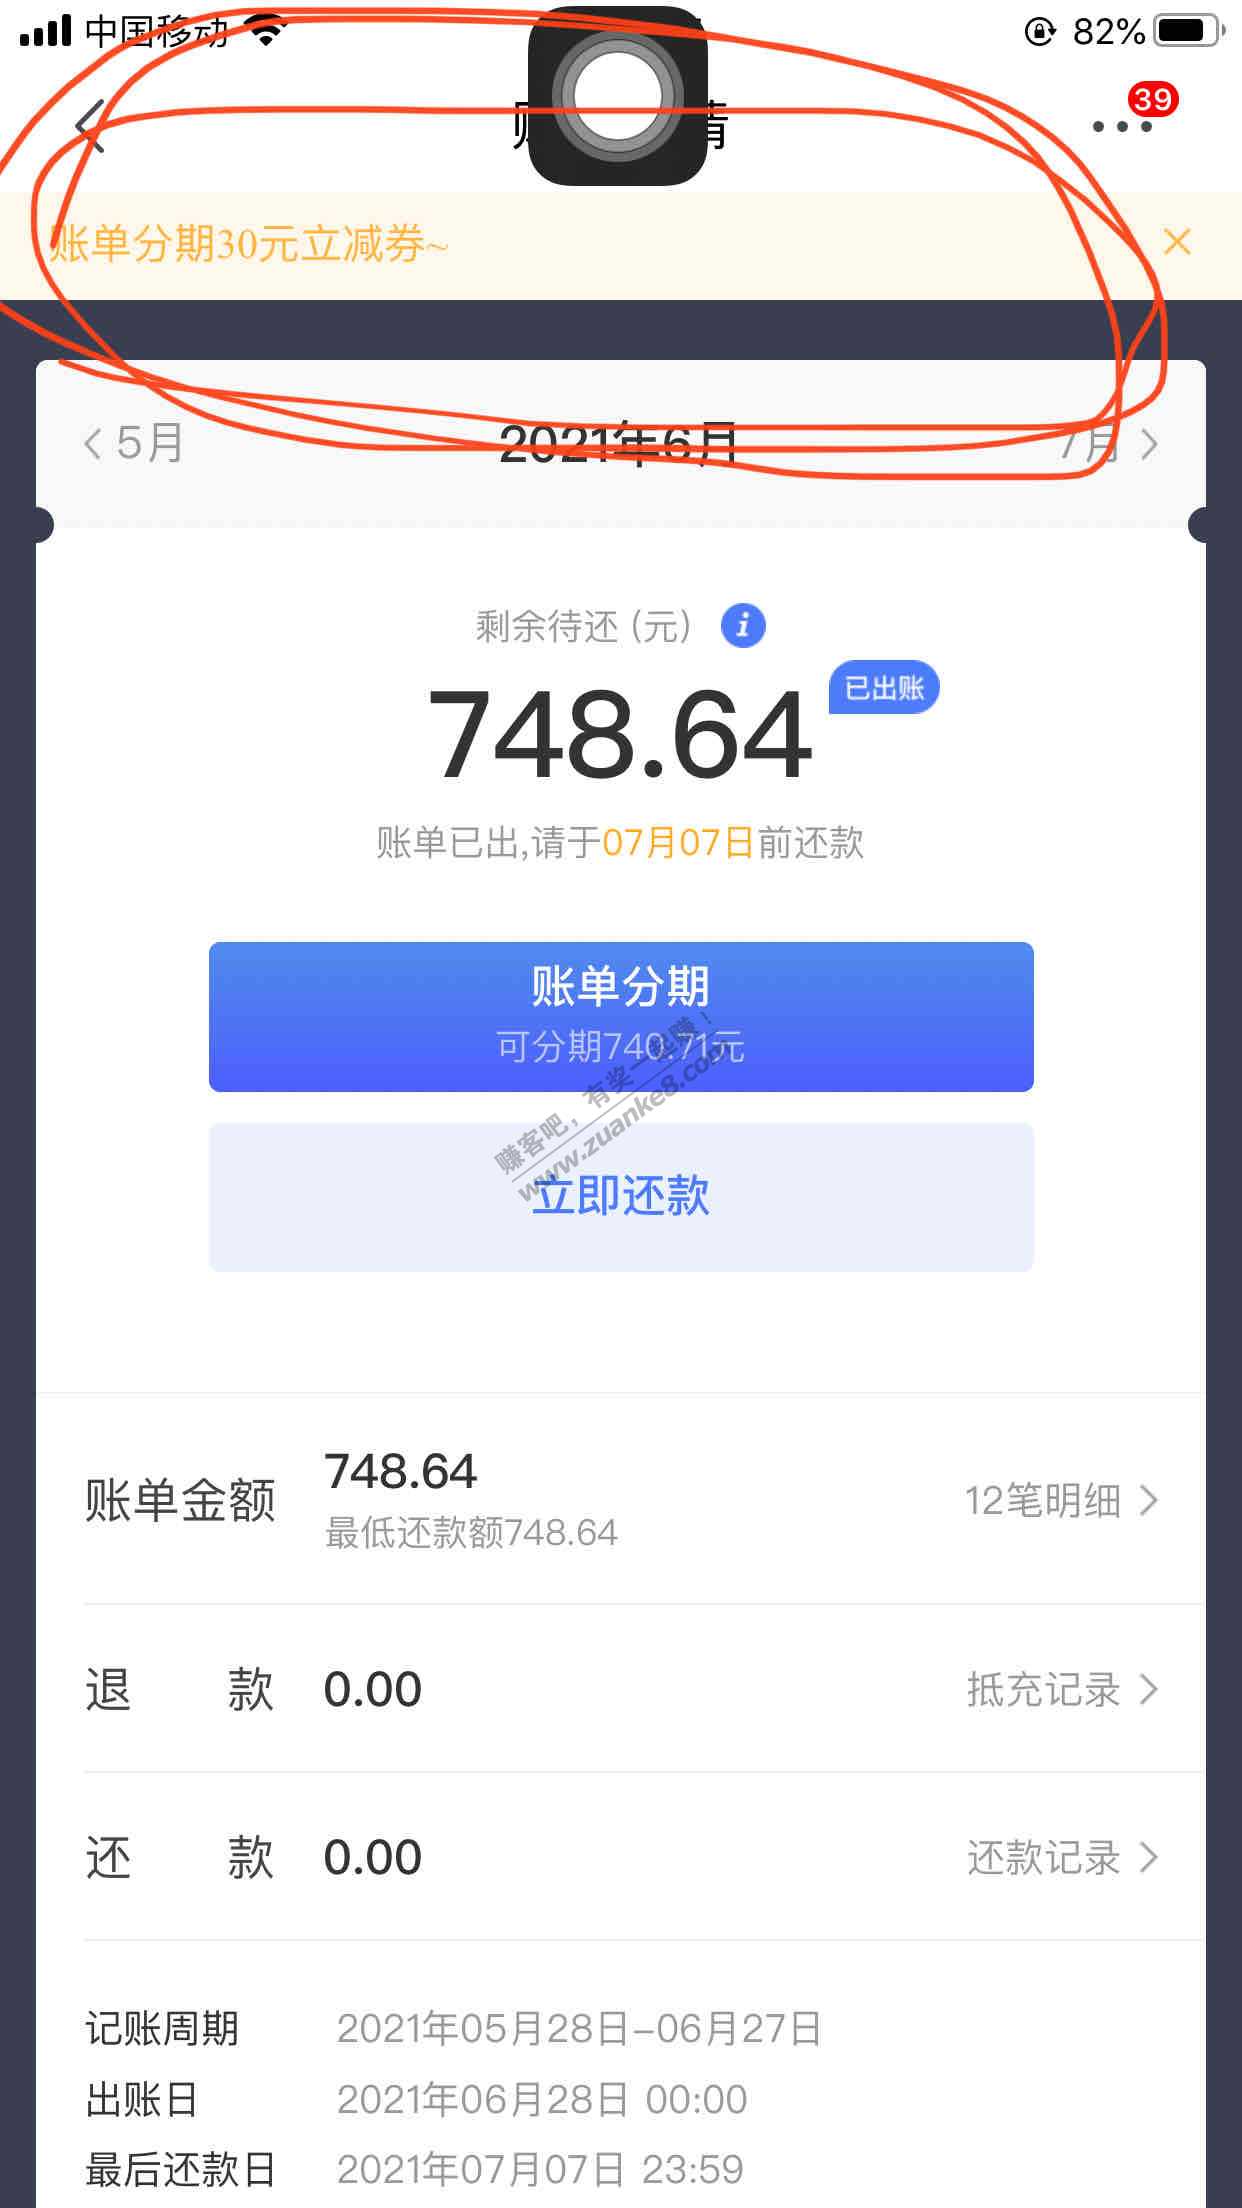 中国移动 82%
39
账单分期30元立减券~
5月 2021年6月 7月
剩余待还 (元)
748.64 已出账
账单已出,请于07月07日前还款
账单分期
可分期740.71元
赚客吧，有奖一起赚！
www.zuanke8.com
立即还款
账单金额 748.64 12笔明细
最低还款额748.64
退 款 0.00 抵充记录
还 款 0.00 还款记录
记账周期 2021年05月28日-06月27日
出账日 2021年06月28日 00:00
最后还款日 2021年07月07日 23:59